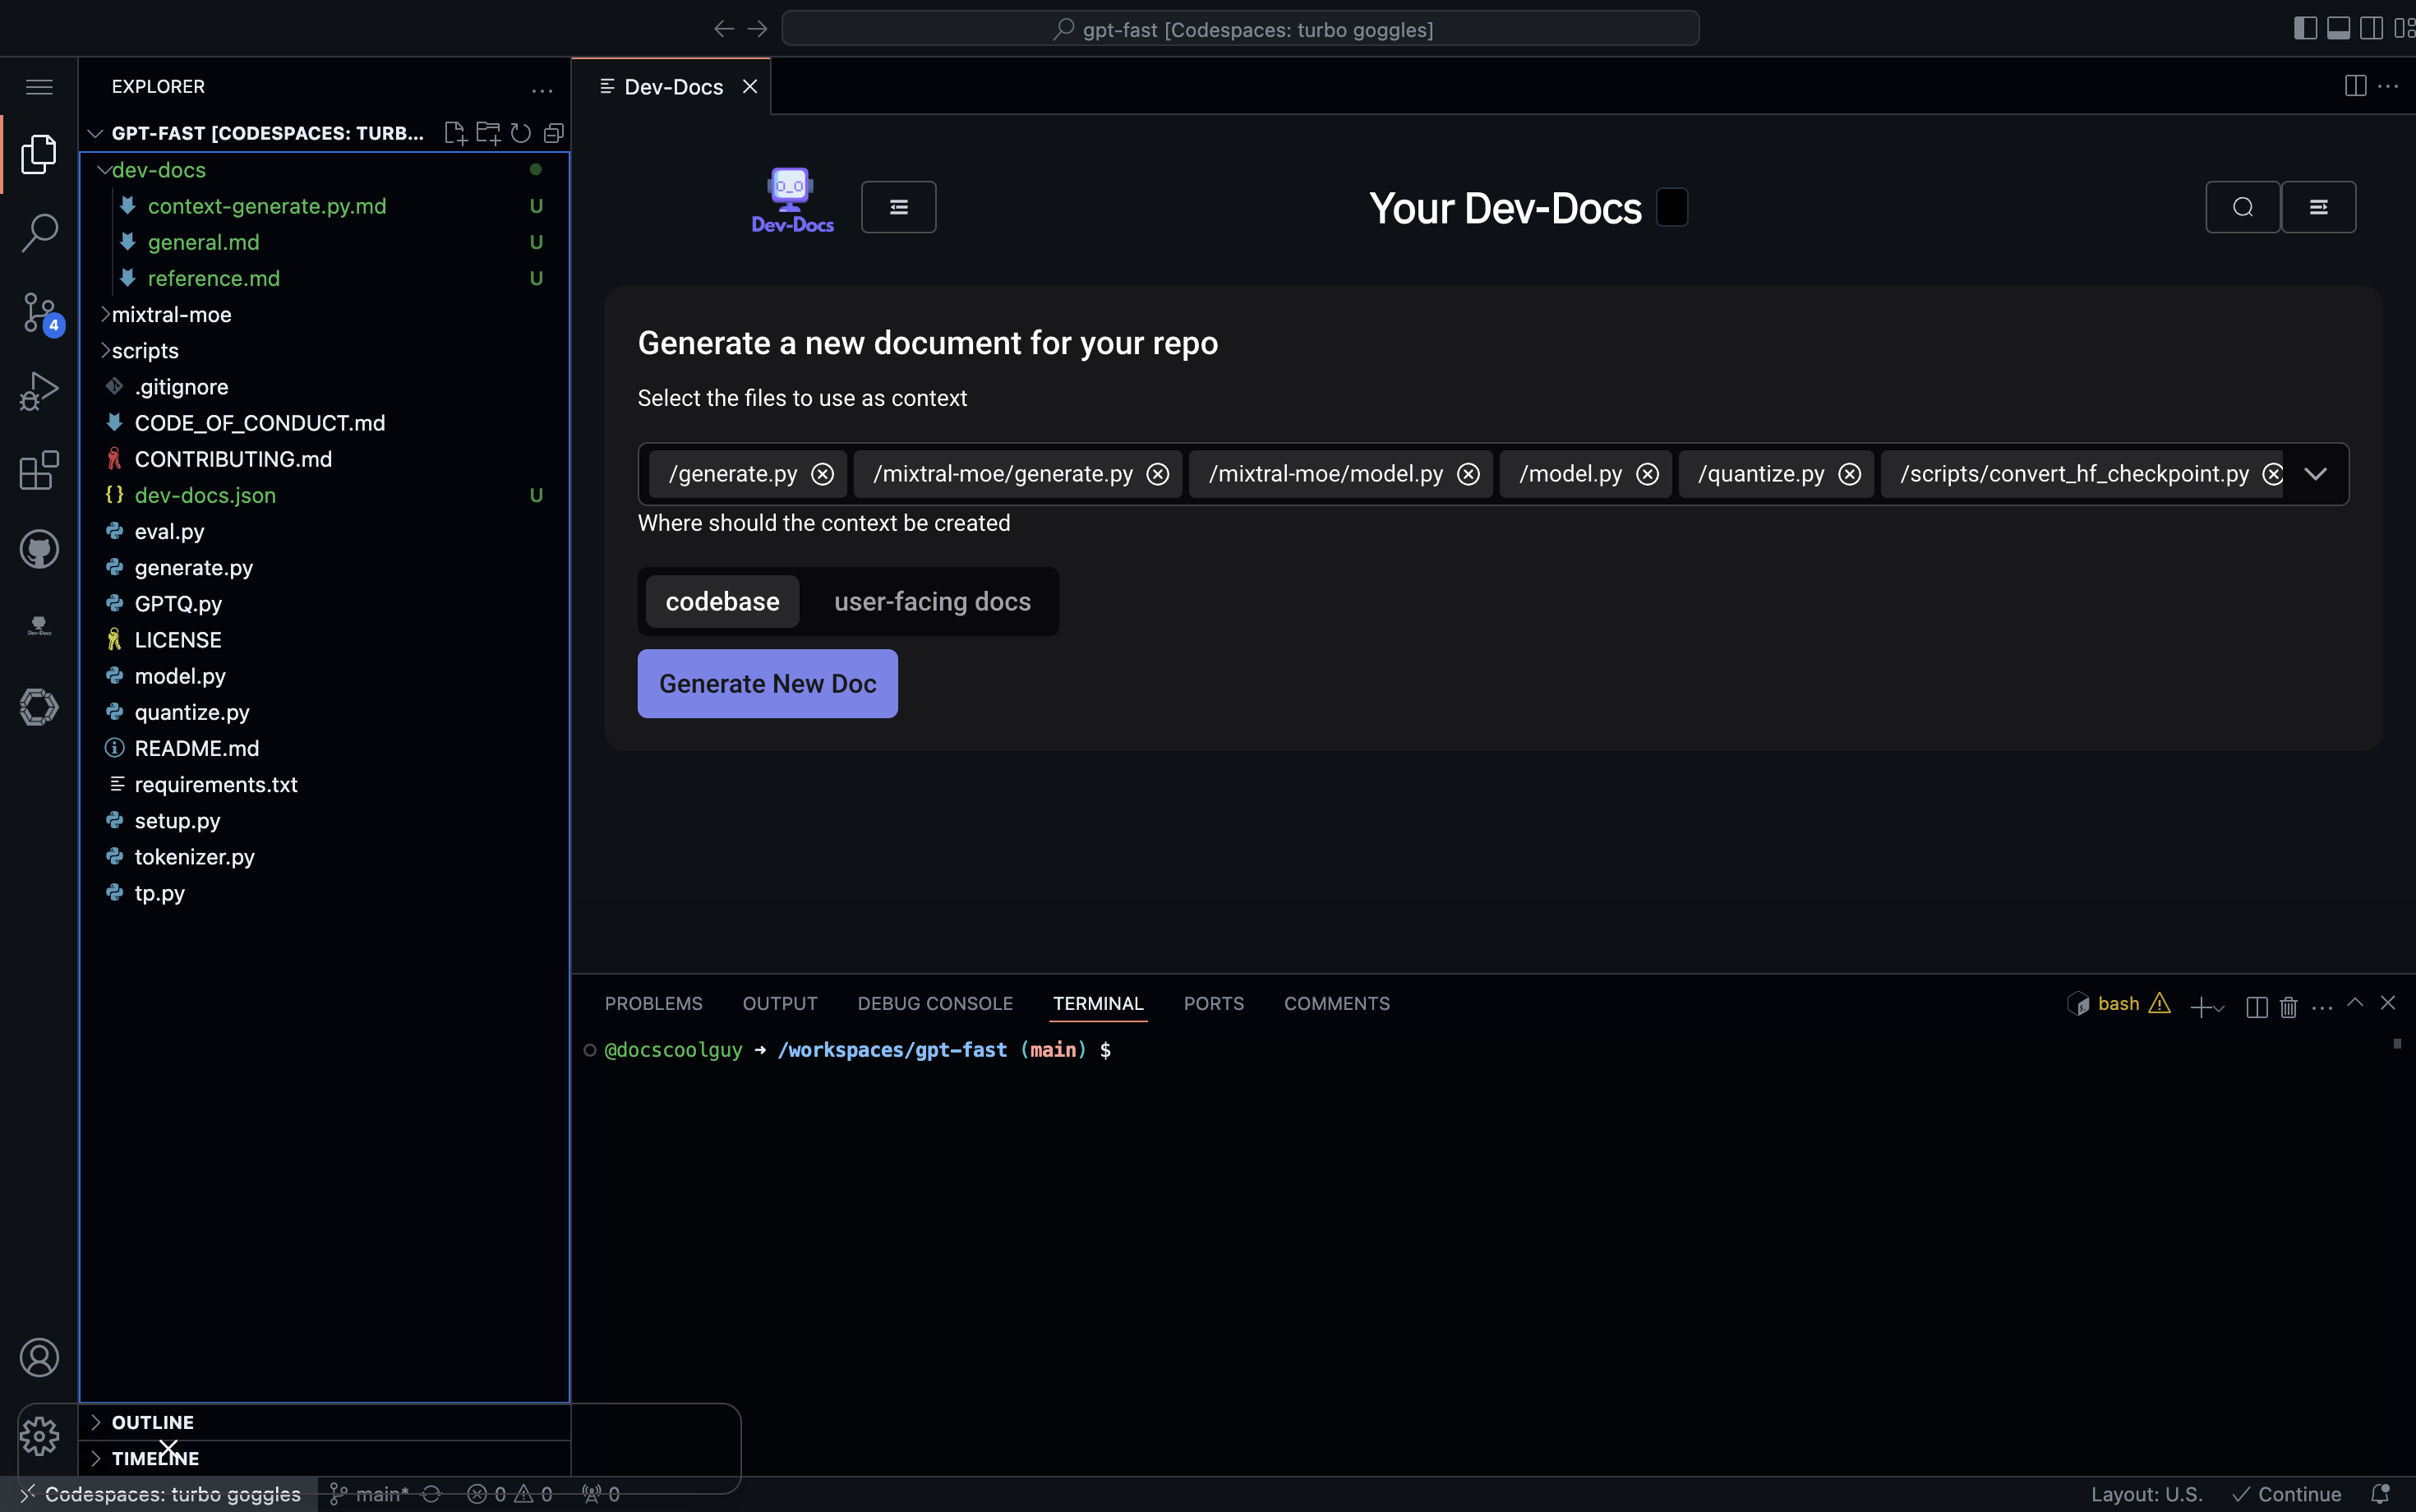 gpt-fast [Codespaces: turbo goggles]
EXPLORER
GPT-FAST [CODESPACES: TURB...
dev-docs
context-generate.py.md U
general.md U
reference.md U
mixtral-moe
scripts
.gitignore
CODE_OF_CONDUCT.md
CONTRIBUTING.md
dev-docs.json U
eval.py
generate.py
GPTQ.py
LICENSE
model.py
quantize.py
README.md
requirements.txt
setup.py
tokenizer.py
tp.py
OUTLINE
TIMELINE
4
Dev-Docs
Dev-Docs
Your Dev-Docs
Generate a new document for your repo
Select the files to use as context
/generate.py /mixtral-moe/generate.py /mixtral-moe/model.py /model.py /quantize.py /scripts/convert_hf_checkpoint.py
Where should the context be created
codebase user-facing docs
Generate New Doc
PROBLEMS OUTPUT DEBUG CONSOLE TERMINAL PORTS COMMENTS
bash
@docscoolguy ➜ /workspaces/gpt-fast (main) $
Codespaces: turbo goggles main* 0 0 0
Layout: U.S. Continue